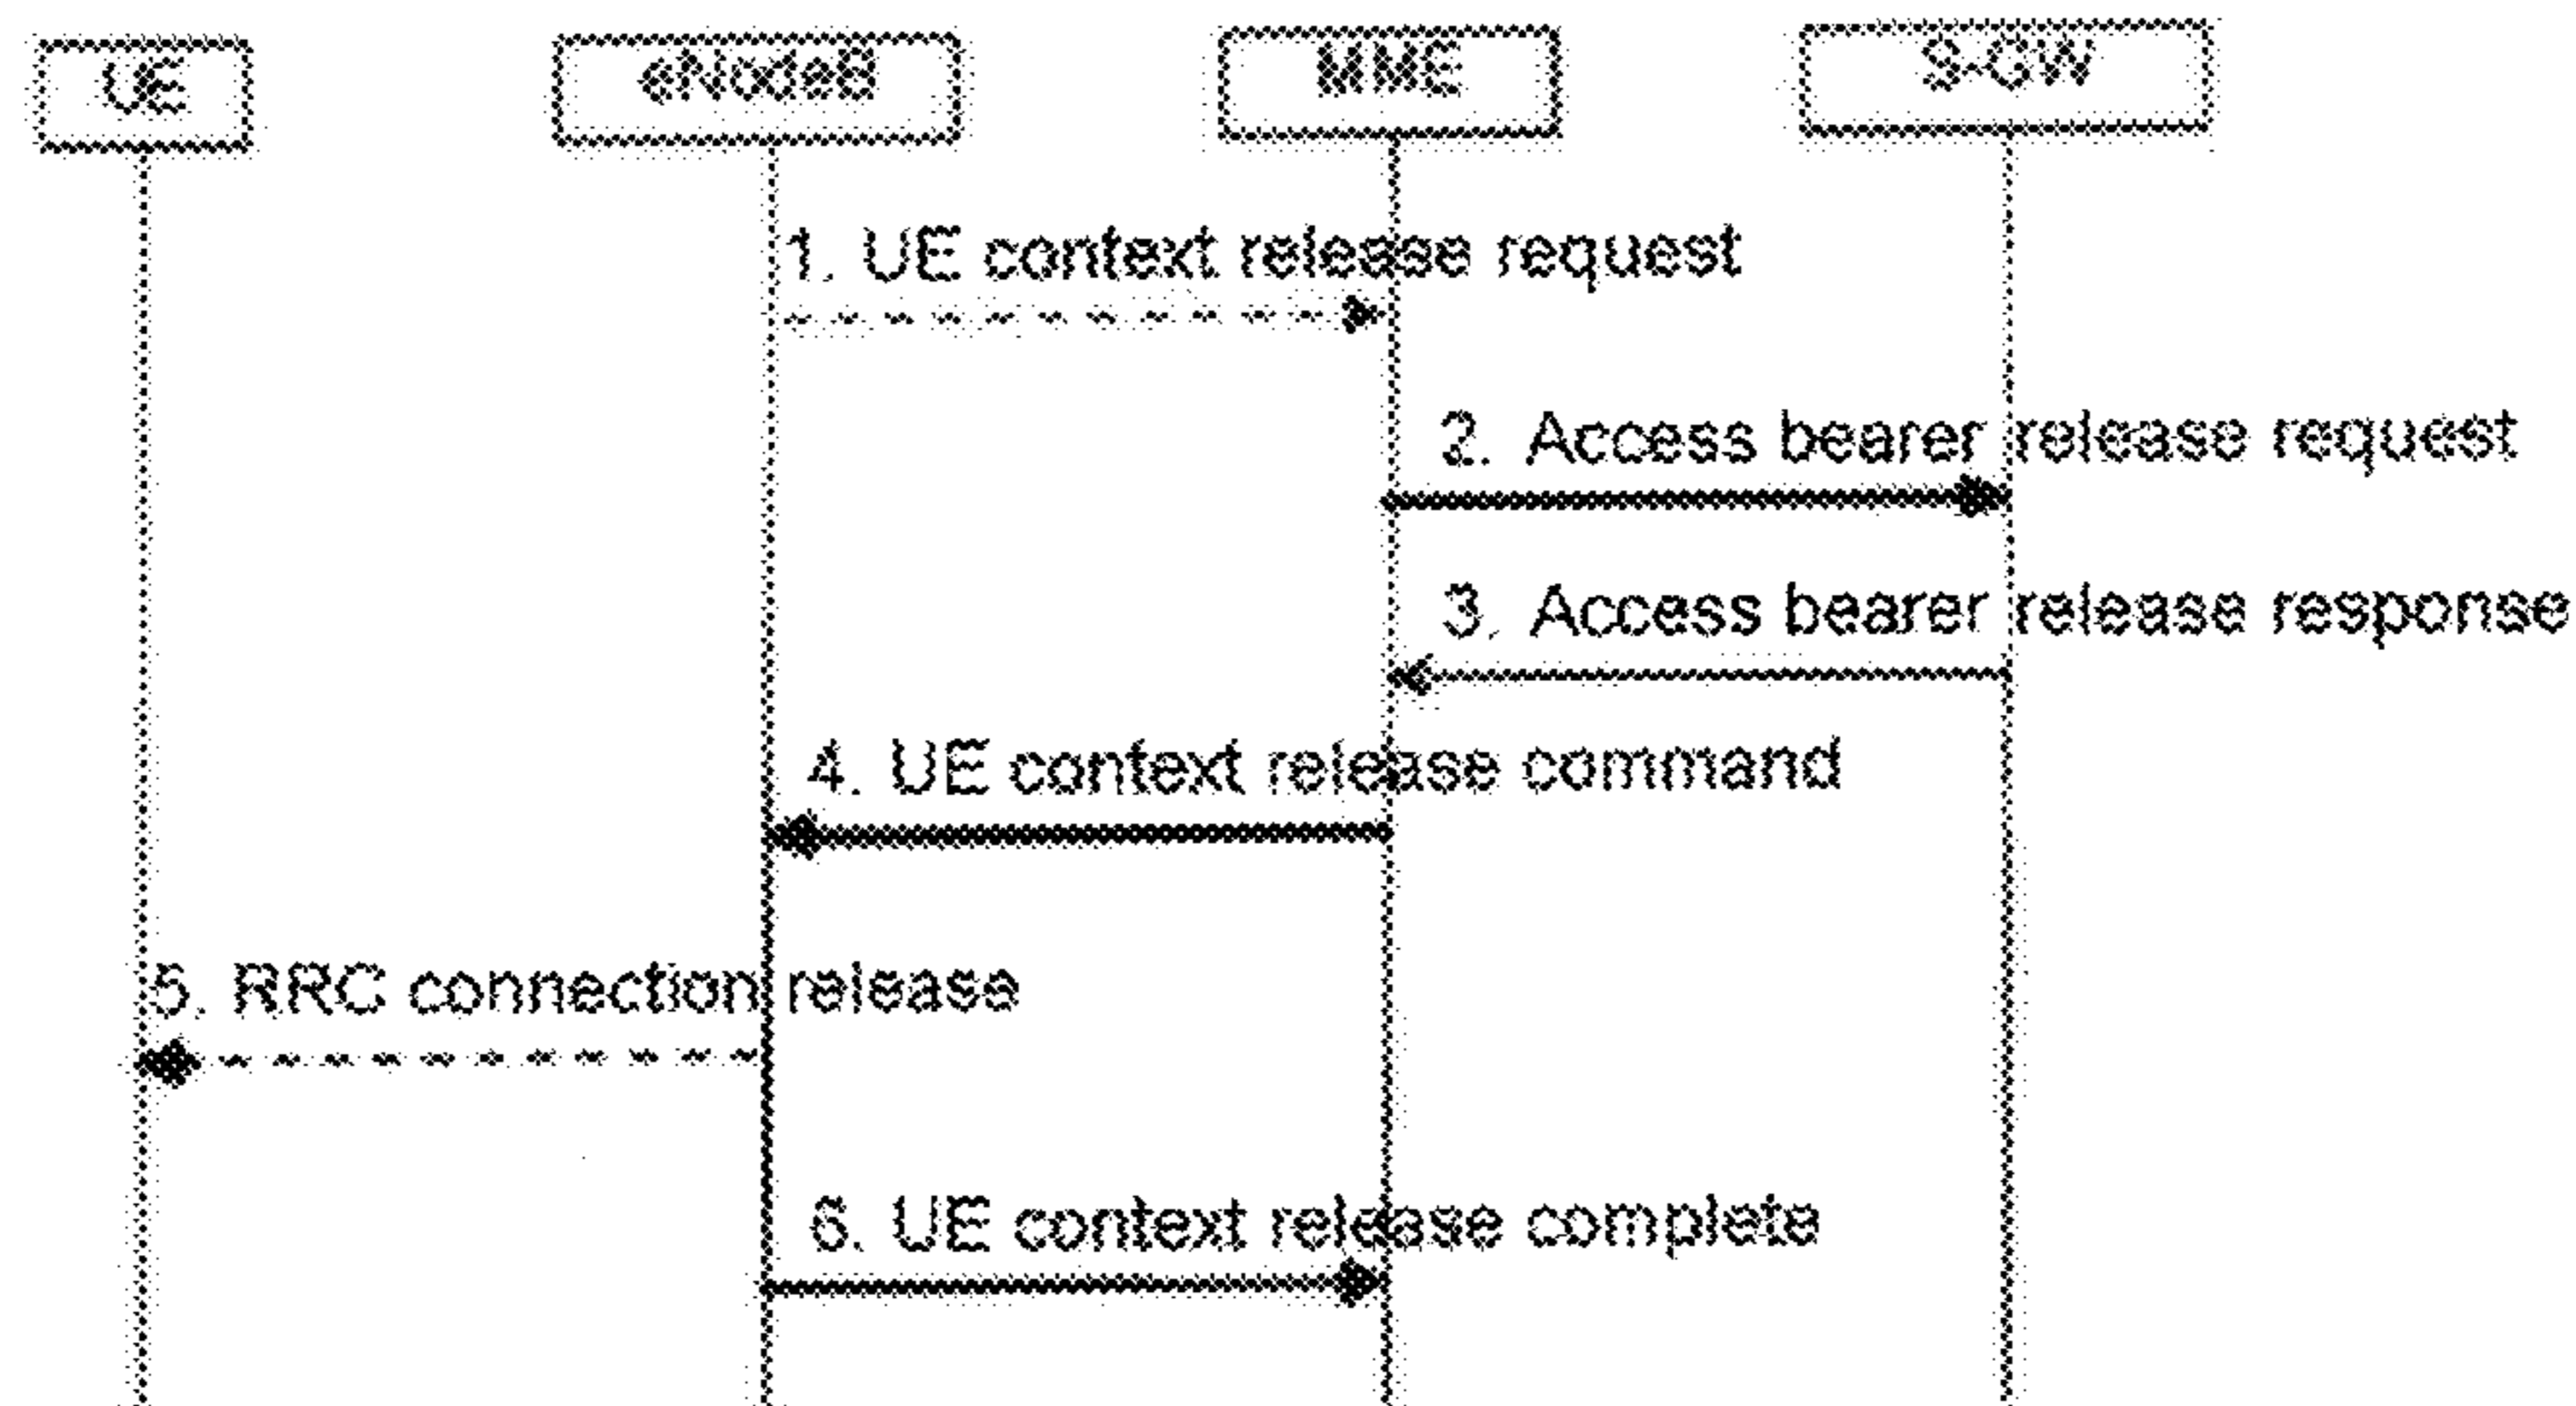 UE
eNodeB
MME
S-GW
1. UE context release request
2. Access bearer release request
3. Access bearer release response
4. UE context release command
5. RRC connection release
6. UE context release complete